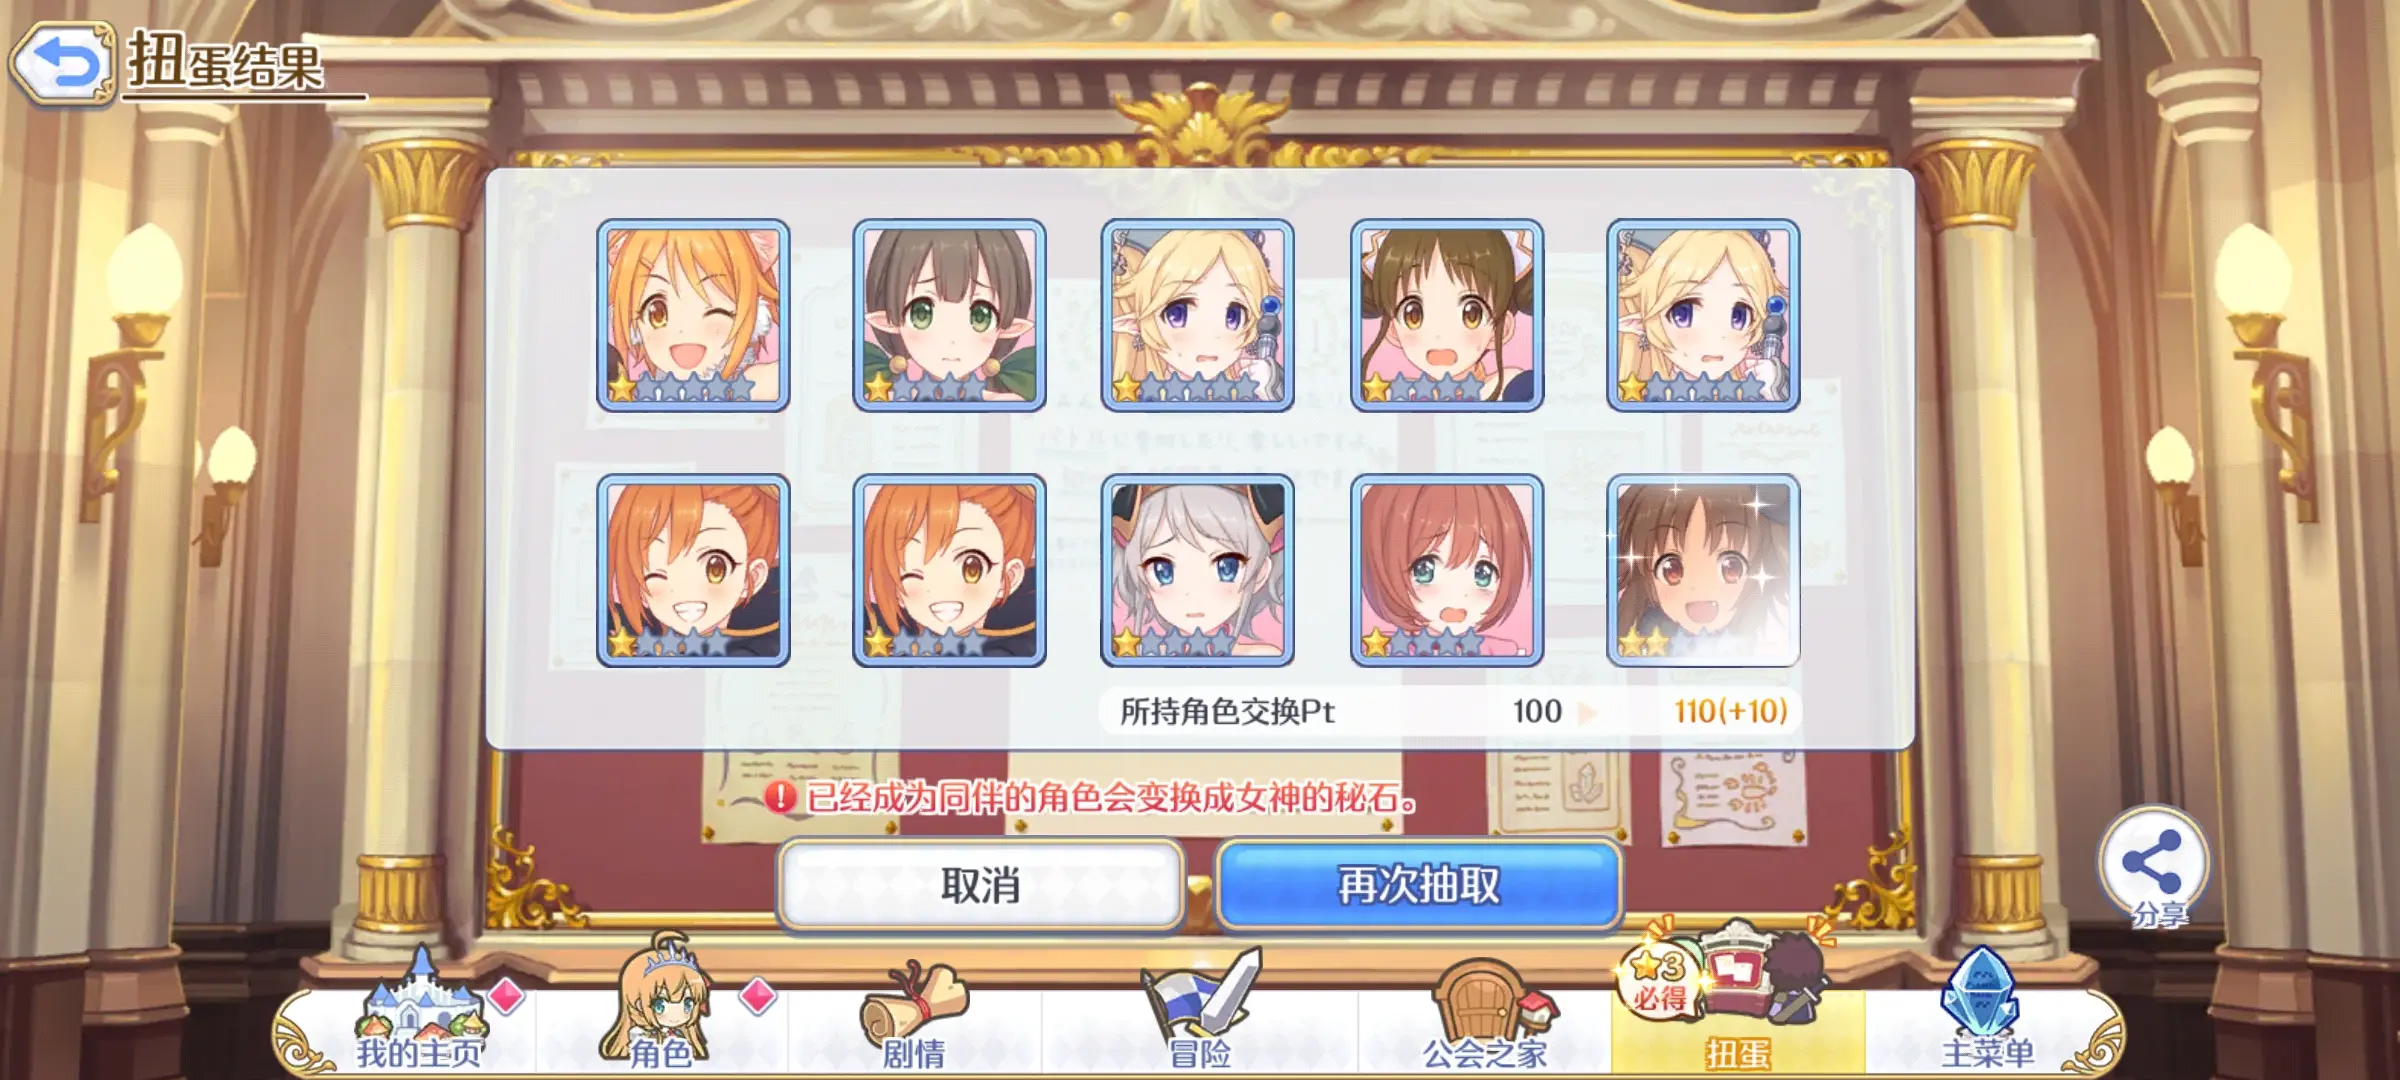 扭蛋结果
所持角色交换Pt 100 110(+10)
已经成为同伴的角色会变换成女神的秘石。
取消
再次抽取
分享
3
必得
我的主页
角色
剧情
冒险
公会之家
扭蛋
主菜单